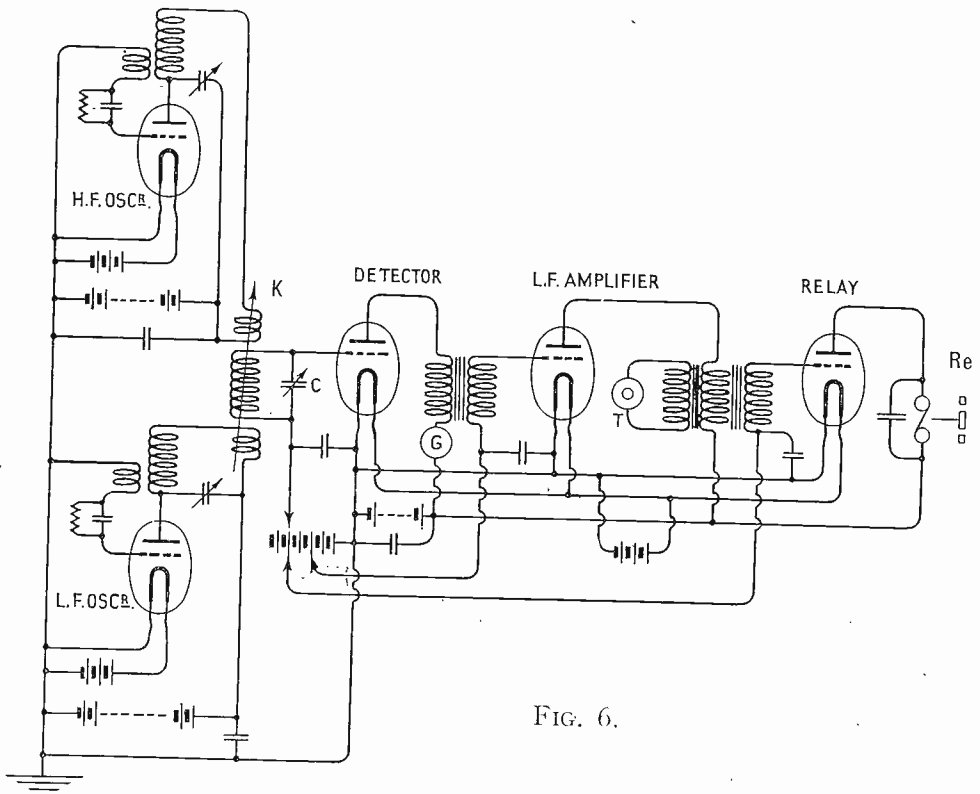 H.F. OSCR.
K
DETECTOR
L.F. AMPLIFIER
RELAY
Re
C
T
G
L.F. OSCR.
FIG. 6.